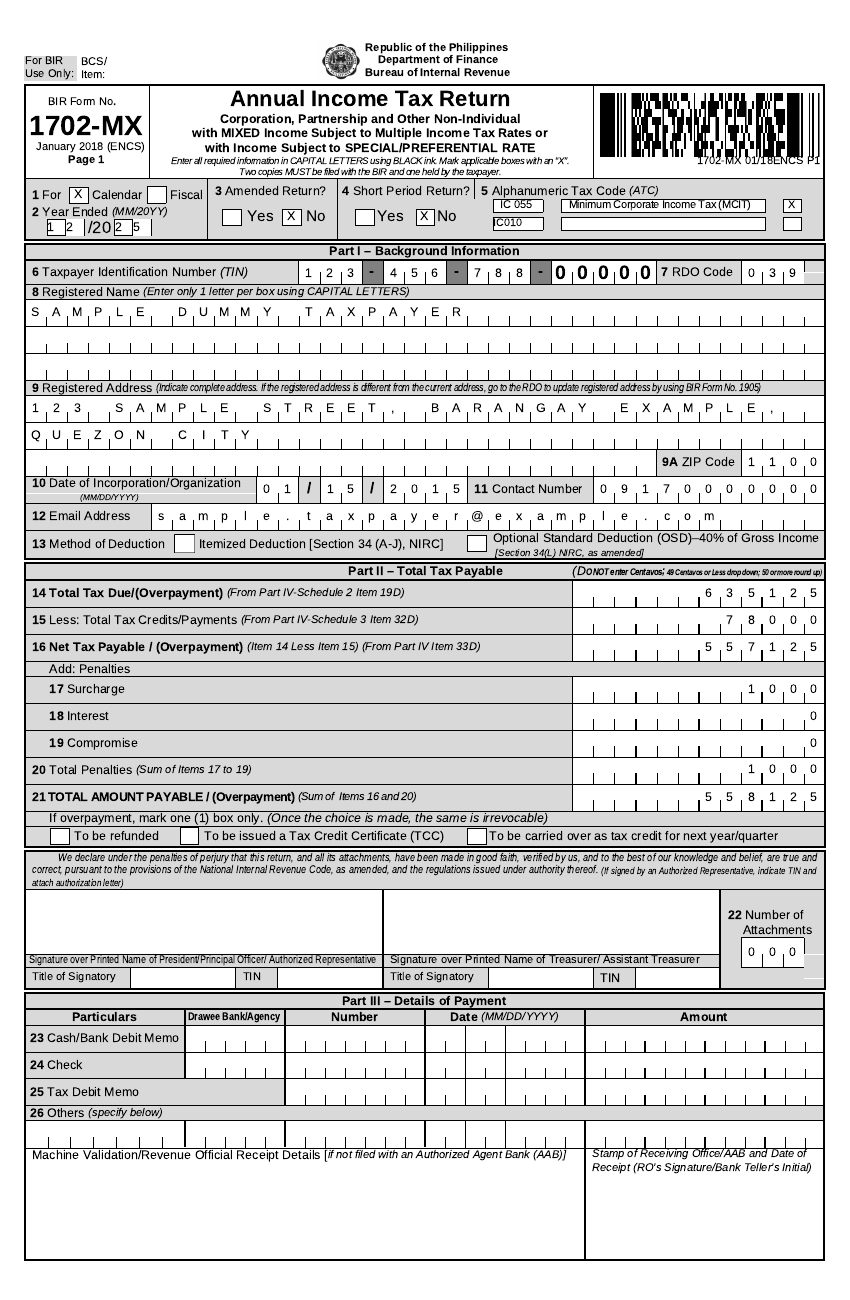 Republic of the Philippines
Department of Finance
Bureau of Internal Revenue
For BIR Use Only: BCS/ Item:
BIR Form No.
1702-MX
January 2018 (ENCS)
Page 1
Annual Income Tax Return
Corporation, Partnership and Other Non-Individual
with MIXED Income Subject to Multiple Income Tax Rates or
with Income Subject to SPECIAL/PREFERENTIAL RATE
Enter all required information in CAPITAL LETTERS using BLACK ink. Mark applicable boxes with an "X".
Two copies MUST be filed with the BIR and one held by the taxpayer.
1702-MX 01/18ENCS P1
1 For X Calendar Fiscal
2 Year Ended (MM/20YY)
12 /20 25
3 Amended Return?
Yes X No
4 Short Period Return?
Yes X No
5 Alphanumeric Tax Code (ATC)
IC 055 Minimum Corporate Income Tax (MCIT) X
IC010
Part I – Background Information
6 Taxpayer Identification Number (TIN) 123 - 456 - 788 - 00000 7 RDO Code 039
8 Registered Name (Enter only 1 letter per box using CAPITAL LETTERS)
SAMPLE DUMMY TAXPAYER
9 Registered Address (Indicate complete address. If the registered address is different from the current address, go to the RDO to update registered address by using BIR Form No. 1905)
123 SAMPLE STREET, BARANGAY EXAMPLE,
QUEZON CITY
9A ZIP Code 1100
10 Date of Incorporation/Organization (MM/DD/YYYY) 01 / 15 / 2015 11 Contact Number 09170000000
12 Email Address sample.taxpayer@example.com
13 Method of Deduction Itemized Deduction [Section 34 (A-J), NIRC] Optional Standard Deduction (OSD)–40% of Gross Income
[Section 34(L) NIRC, as amended]
Part II – Total Tax Payable (Do NOT enter Centavos; 49 Centavos or Less drop down; 50 or more round up)
14 Total Tax Due/(Overpayment) (From Part IV-Schedule 2 Item 19D) 635125
15 Less: Total Tax Credits/Payments (From Part IV-Schedule 3 Item 32D) 78000
16 Net Tax Payable / (Overpayment) (Item 14 Less Item 15) (From Part IV Item 33D) 557125
Add: Penalties
17 Surcharge 1000
18 Interest 0
19 Compromise 0
20 Total Penalties (Sum of Items 17 to 19) 1000
21 TOTAL AMOUNT PAYABLE / (Overpayment) (Sum of Items 16 and 20) 558125
If overpayment, mark one (1) box only. (Once the choice is made, the same is irrevocable)
To be refunded To be issued a Tax Credit Certificate (TCC) To be carried over as tax credit for next year/quarter
We declare under the penalties of perjury that this return, and all its attachments, have been made in good faith, verified by us, and to the best of our knowledge and belief, are true and
correct, pursuant to the provisions of the National Internal Revenue Code, as amended, and the regulations issued under authority thereof. (If signed by an Authorized Representative, indicate TIN and
attach authorization letter)
22 Number of
Attachments
000
Signature over Printed Name of President/Principal Officer/ Authorized Representative Signature over Printed Name of Treasurer/ Assistant Treasurer
Title of Signatory TIN Title of Signatory TIN
Part III – Details of Payment
Particulars Drawee Bank/Agency Number Date (MM/DD/YYYY) Amount
23 Cash/Bank Debit Memo
24 Check
25 Tax Debit Memo
26 Others (specify below)
Machine Validation/Revenue Official Receipt Details [if not filed with an Authorized Agent Bank (AAB)]
Stamp of Receiving Office/AAB and Date of
Receipt (RO's Signature/Bank Teller's Initial)